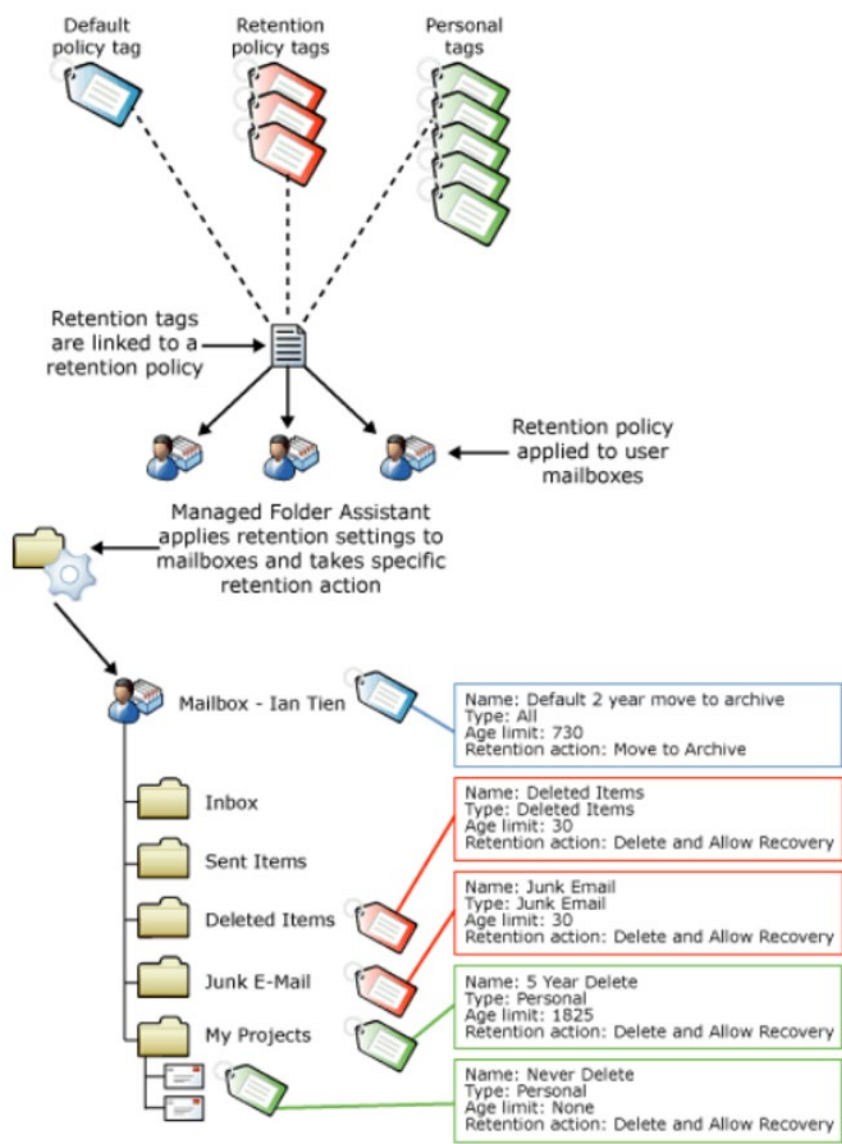 Default
policy tag
Retention
policy tags
Personal
tags
Retention tags
are linked to a
retention policy
Retention policy
applied to user
mailboxes
Managed Folder Assistant
applies retention settings to
mailboxes and takes specific
retention action
Mailbox - Ian Tien
Name: Default 2 year move to archive
Type: All
Age limit: 730
Retention action: Move to Archive
Inbox
Name: Deleted Items
Type: Deleted Items
Age limit: 30
Retention action: Delete and Allow Recovery
Sent Items
Deleted Items
Name: Junk Email
Type: Junk Email
Age limit: 30
Retention action: Delete and Allow Recovery
Junk E-Mail
Name: 5 Year Delete
Type: Personal
Age limit: 1825
Retention action: Delete and Allow Recovery
My Projects
Name: Never Delete
Type: Personal
Age limit: None
Retention action: Delete and Allow Recovery